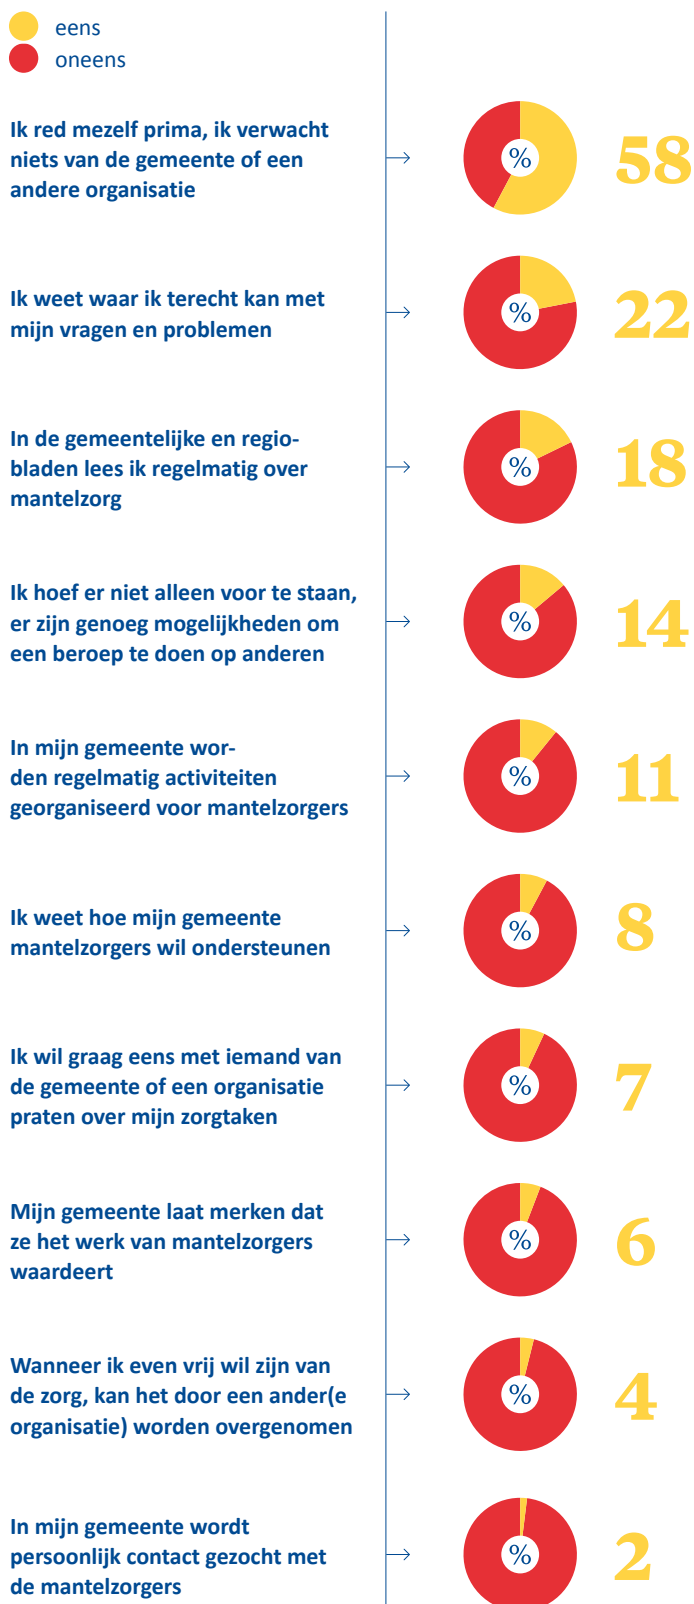 eens
oneens
Ik red mezelf prima, ik verwacht
niets van de gemeente of een
andere organisatie
%
58
Ik weet waar ik terecht kan met
mijn vragen en problemen
%
22
In de gemeentelijke en regio-
bladen lees ik regelmatig over
mantelzorg
%
18
Ik hoef er niet alleen voor te staan,
er zijn genoeg mogelijkheden om
een beroep te doen op anderen
%
14
In mijn gemeente wor-
den regelmatig activiteiten
georganiseerd voor mantelzorgers
%
11
Ik weet hoe mijn gemeente
mantelzorgers wil ondersteunen
%
8
Ik wil graag eens met iemand van
de gemeente of een organisatie
praten over mijn zorgtaken
%
7
Mijn gemeente laat merken dat
ze het werk van mantelzorgers
waardeert
%
6
Wanneer ik even vrij wil zijn van
de zorg, kan het door een ander(e
organisatie) worden overgenomen
%
4
In mijn gemeente wordt
persoonlijk contact gezocht met
de mantelzorgers
%
2